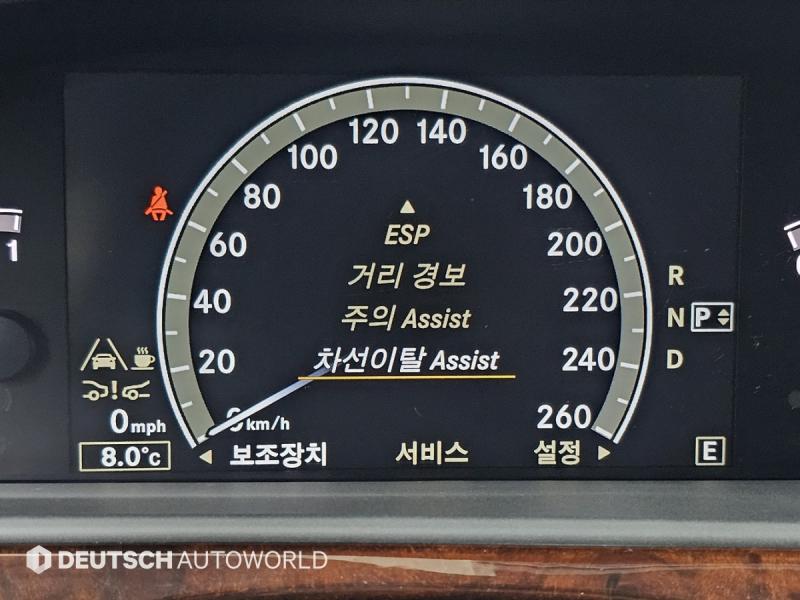 120 140
100 160
80 180
60 200
40 220
20 240
0 260
ESP
거리 경보
주의 Assist
차선이탈 Assist
R
N P
D
1
0mph
km/h
8.0°c
보조장치 서비스 설정
E
DEUTSCH AUTOWORLD